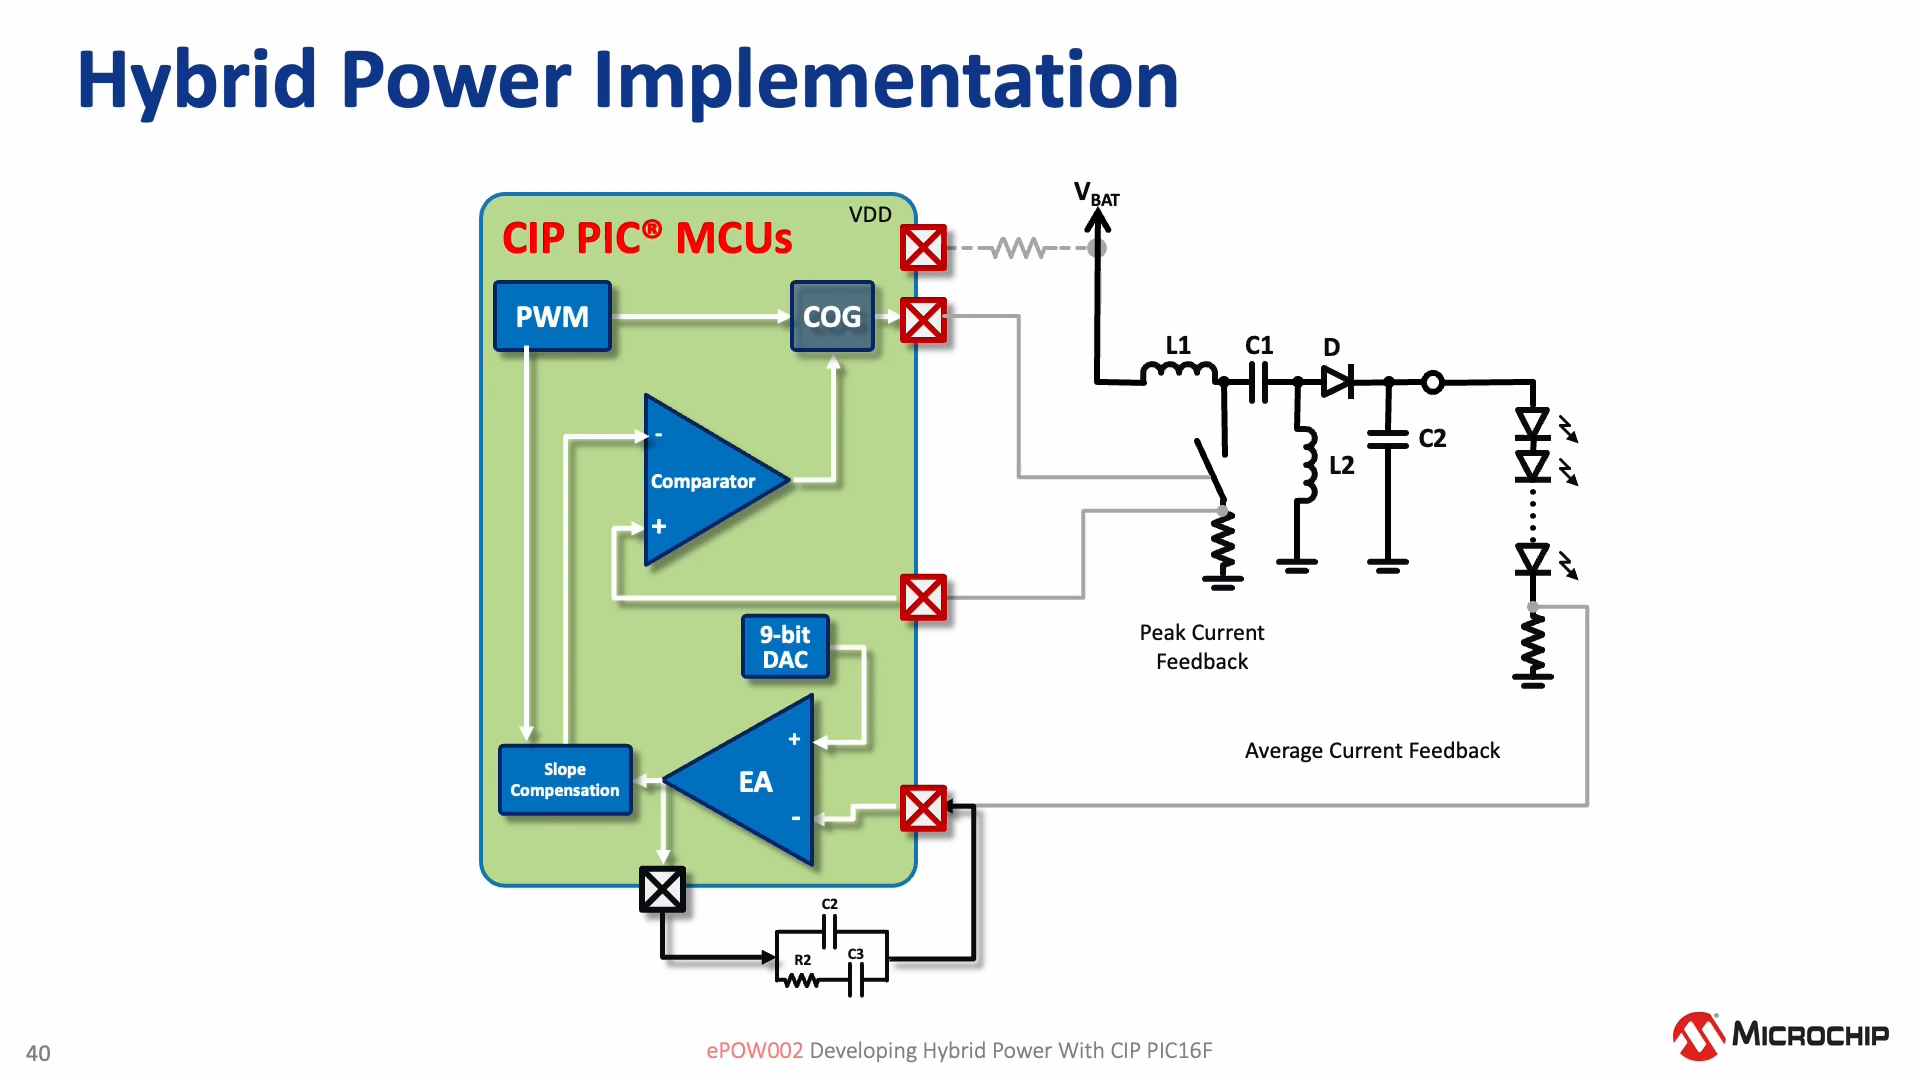 Hybrid Power Implementation
VBAT
VDD
CIP PIC® MCUs
PWM
COG
L1
C1
D
-
Comparator
+
C2
L2
9-bit
DAC
Peak Current
Feedback
+
EA
-
Slope
Compensation
Average Current Feedback
C2
R2
C3
40
ePOW002 Developing Hybrid Power With CIP PIC16F
MICROCHIP